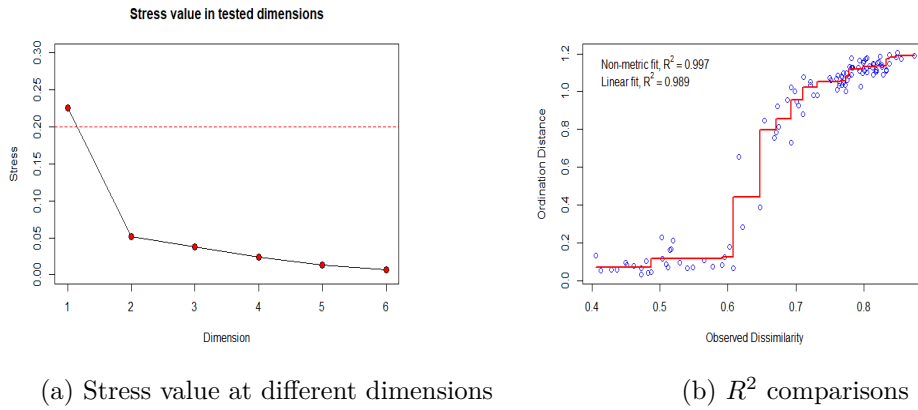 Stress value in tested dimensions
Stress
0.00 0.05 0.10 0.15 0.20 0.25 0.30
1 2 3 4 5 6
Dimension
Non-metric fit, R² = 0.997
Linear fit, R² = 0.989
Ordination Distance
0.0 0.2 0.4 0.6 0.8 1.0 1.2
0.4 0.5 0.6 0.7 0.8
Observed Dissimilarity
(a) Stress value at different dimensions
(b) R² comparisons